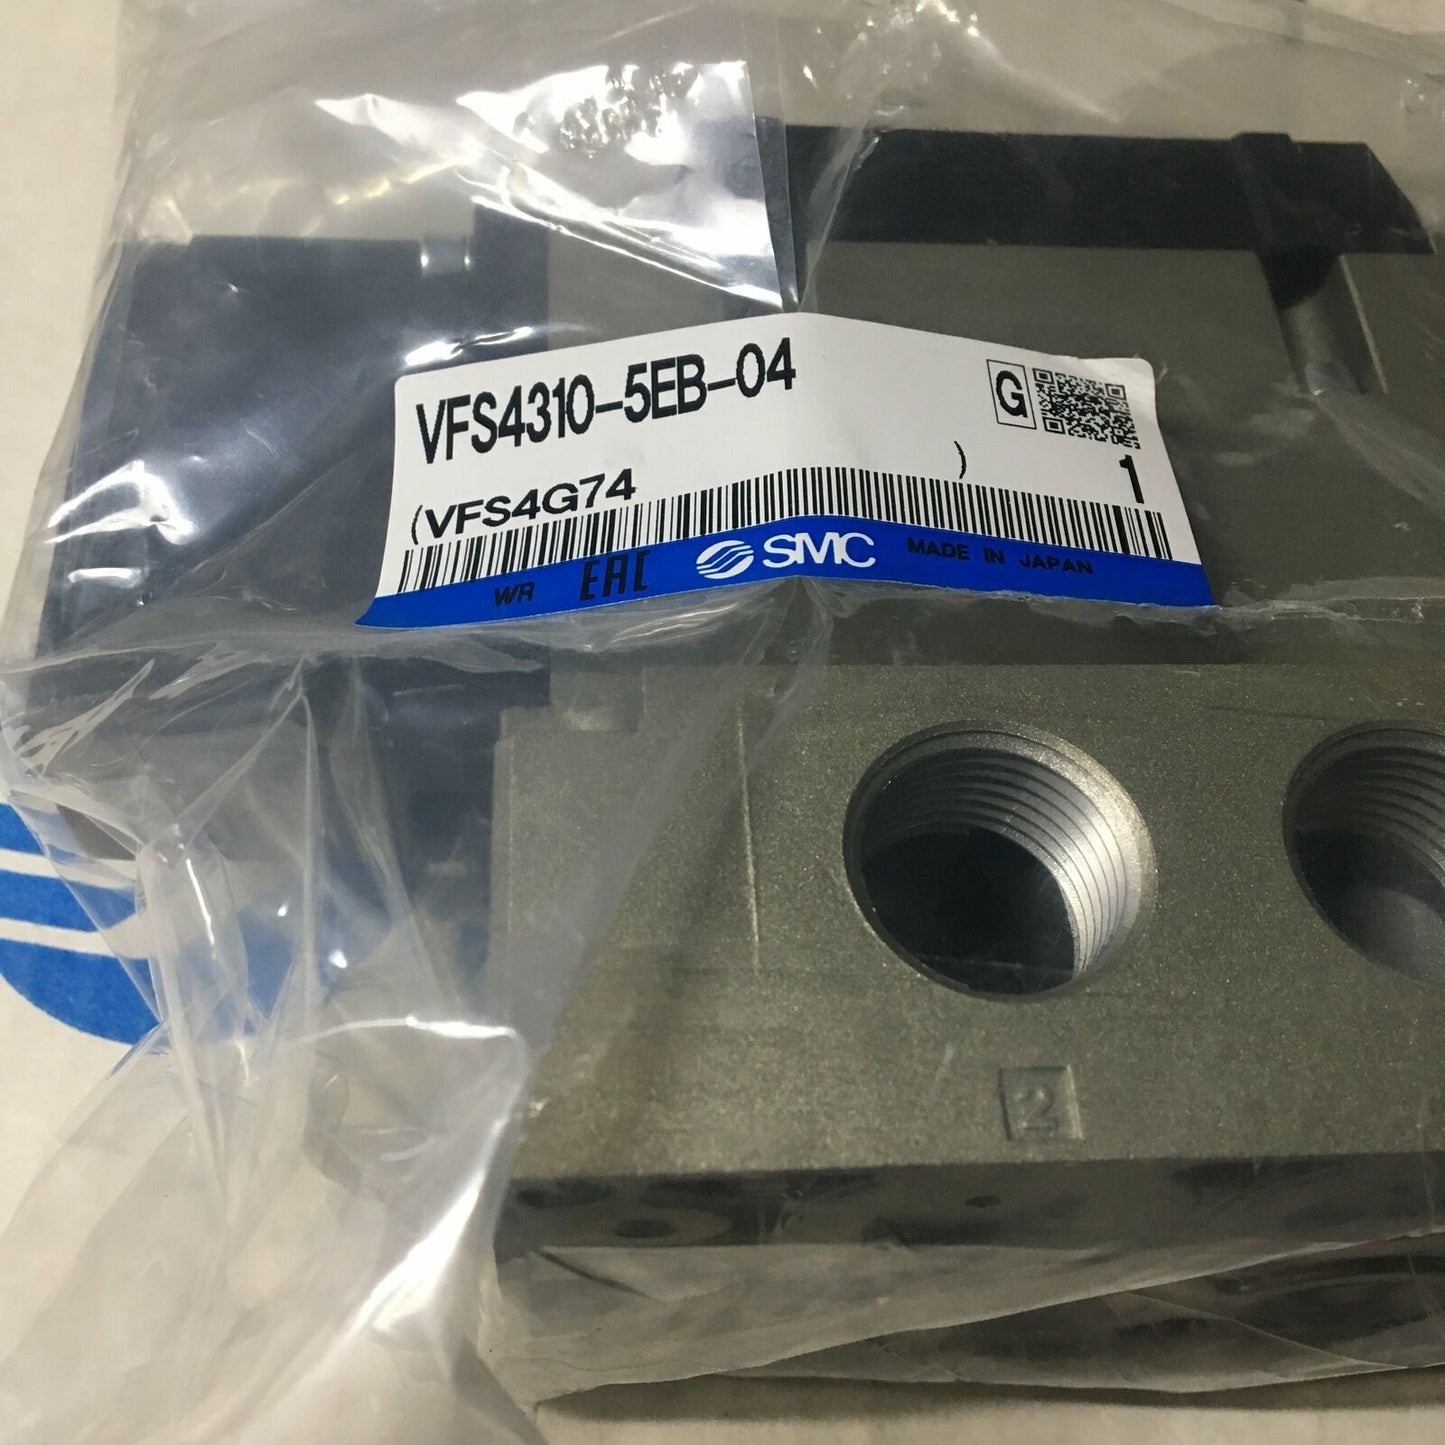 VFS4310-5EB-04 G
(VFS4G74 ) 1
WR EAC SMC MADE IN JAPAN
2